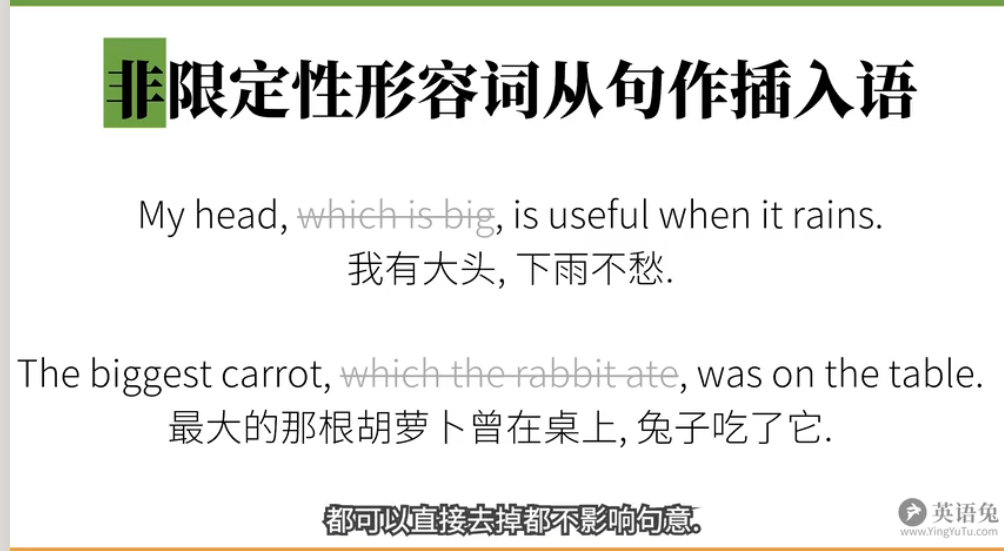 非限定性形容词从句作插入语
My head, which is big, is useful when it rains.
我有大头, 下雨不愁.
The biggest carrot, which the rabbit ate, was on the table.
最大的那根胡萝卜曾在桌上, 兔子吃了它.
都可以直接去掉都不影响句意.
英语兔
www.YingYuTu.com